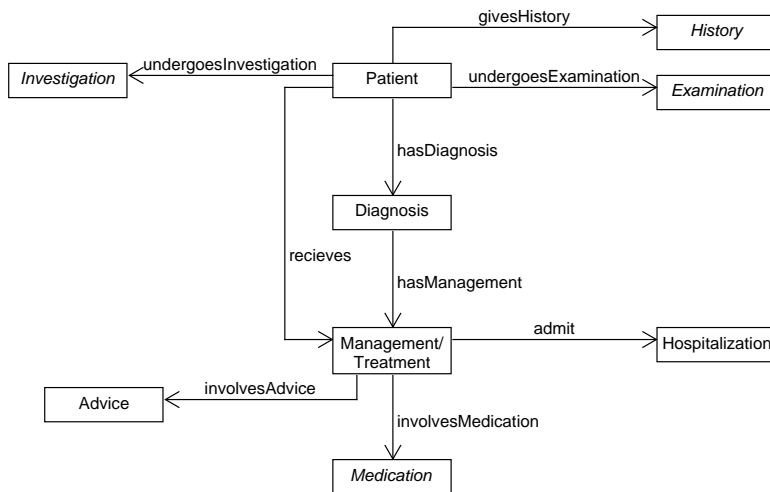 givesHistory
History
undergoesInvestigation
Investigation
Patient
undergoesExamination
Examination
hasDiagnosis
Diagnosis
recieves
hasManagement
Management/
Treatment
admit
Hospitalization
involvesAdvice
Advice
involvesMedication
Medication